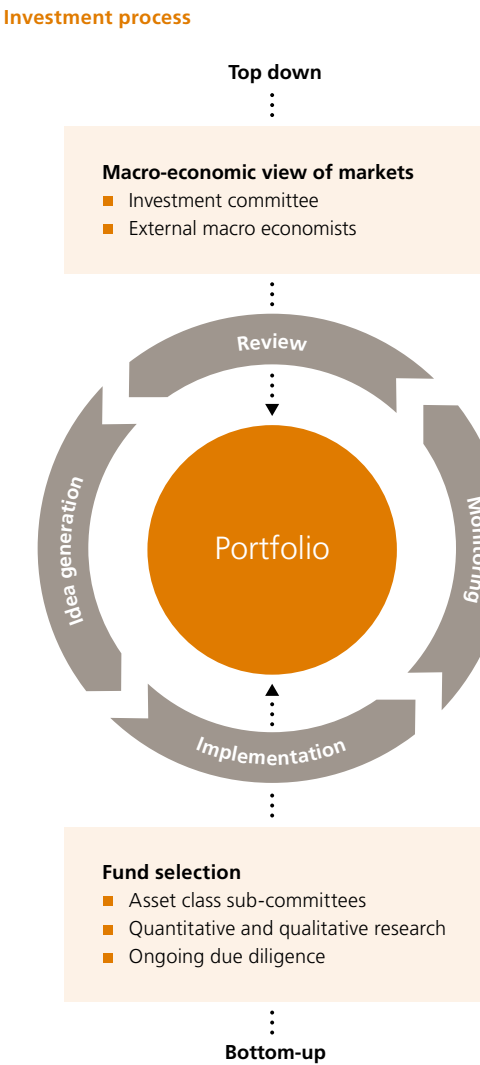 Investment process
Top down
Macro-economic view of markets
Investment committee
External macro economists
Review
Idea generation
Portfolio
Monitoring
Implementation
Fund selection
Asset class sub-committees
Quantitative and qualitative research
Ongoing due diligence
Bottom-up